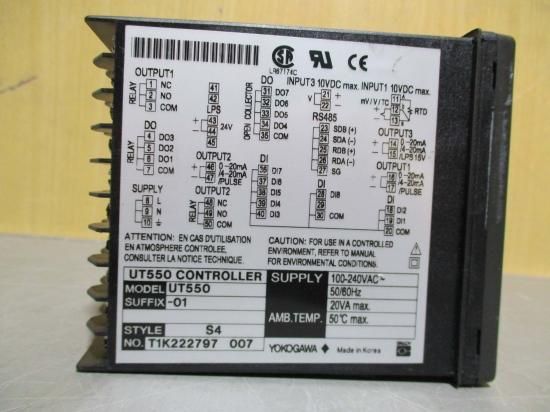 LR67174C
OUTPUT1
RELAY
1 NC
2 NO
3 COM
41
42
LPS
43
44
45
24V
DO
OPEN COLLECTOR
31 DO7
32 DO6
33 DO5
34 DO4
35 COM
INPUT3 10VDC max.
V
21
22
INPUT1 10VDC max.
mV/V/TC
11
12
13
RTD
RS485
23 SDB (+)
24 SDA (-)
25 RDB (+)
26 RDA (-)
27 SG
OUTPUT3
14 0-20mA
15 /4-20mA
/LPS 15V
DO
RELAY
4 DO3
5 DO2
6 DO1
7 COM
OUTPUT2
46 0-20mA
47 /4-20mA
/PULSE
DI
36 DI7
37 DI6
38 DI5
39 DI4
40 DI3
DI
28 DI8
29
30 COM
OUTPUT1
16 0-20mA
17 /4-20mA
/PULSE
DI
18 DI2
19 DI1
20 COM
SUPPLY
8 L
9 N
10
OUTPUT2
RELAY
48 NC
49 NO
50 COM
ATTENTION: EN CAS D'UTILISATION
EN ATMOSPHERE CONTROLEE,
CONSULTER LA NOTICE TECHNIQUE.
CAUTION: FOR USE IN A CONTROLLED
ENVIRONMENT, REFER TO MANUAL
FOR ENVIRONMENTAL CONDITIONS.
UT550 CONTROLLER
MODEL UT550
SUFFIX -01
STYLE S4
NO. T1K222797 007
SUPPLY 100-240VAC~
50/60Hz
20VA max.
AMB.TEMP. 50°C max.
YOKOGAWA Made in Korea